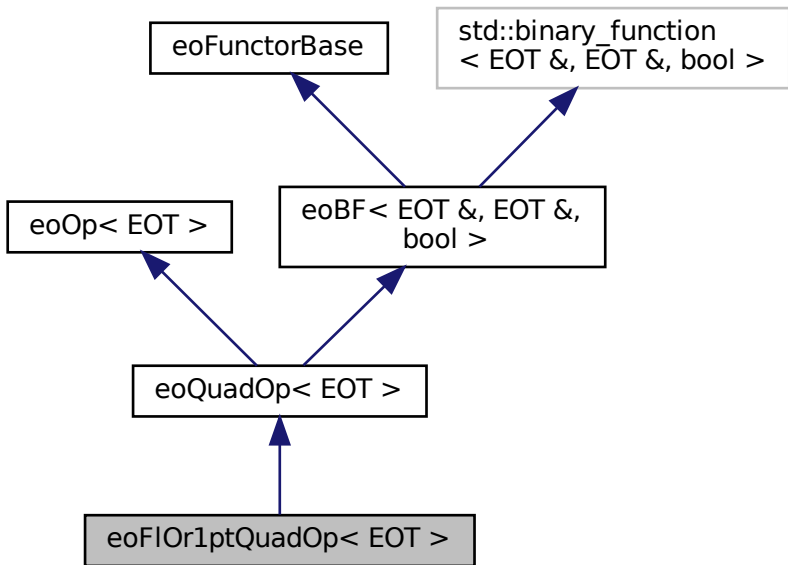 eoFunctorBase
std::binary_function
< EOT &, EOT &, bool >
eoOp< EOT >
eoBF< EOT &, EOT &,
bool >
eoQuadOp< EOT >
eoFlOr1ptQuadOp< EOT >